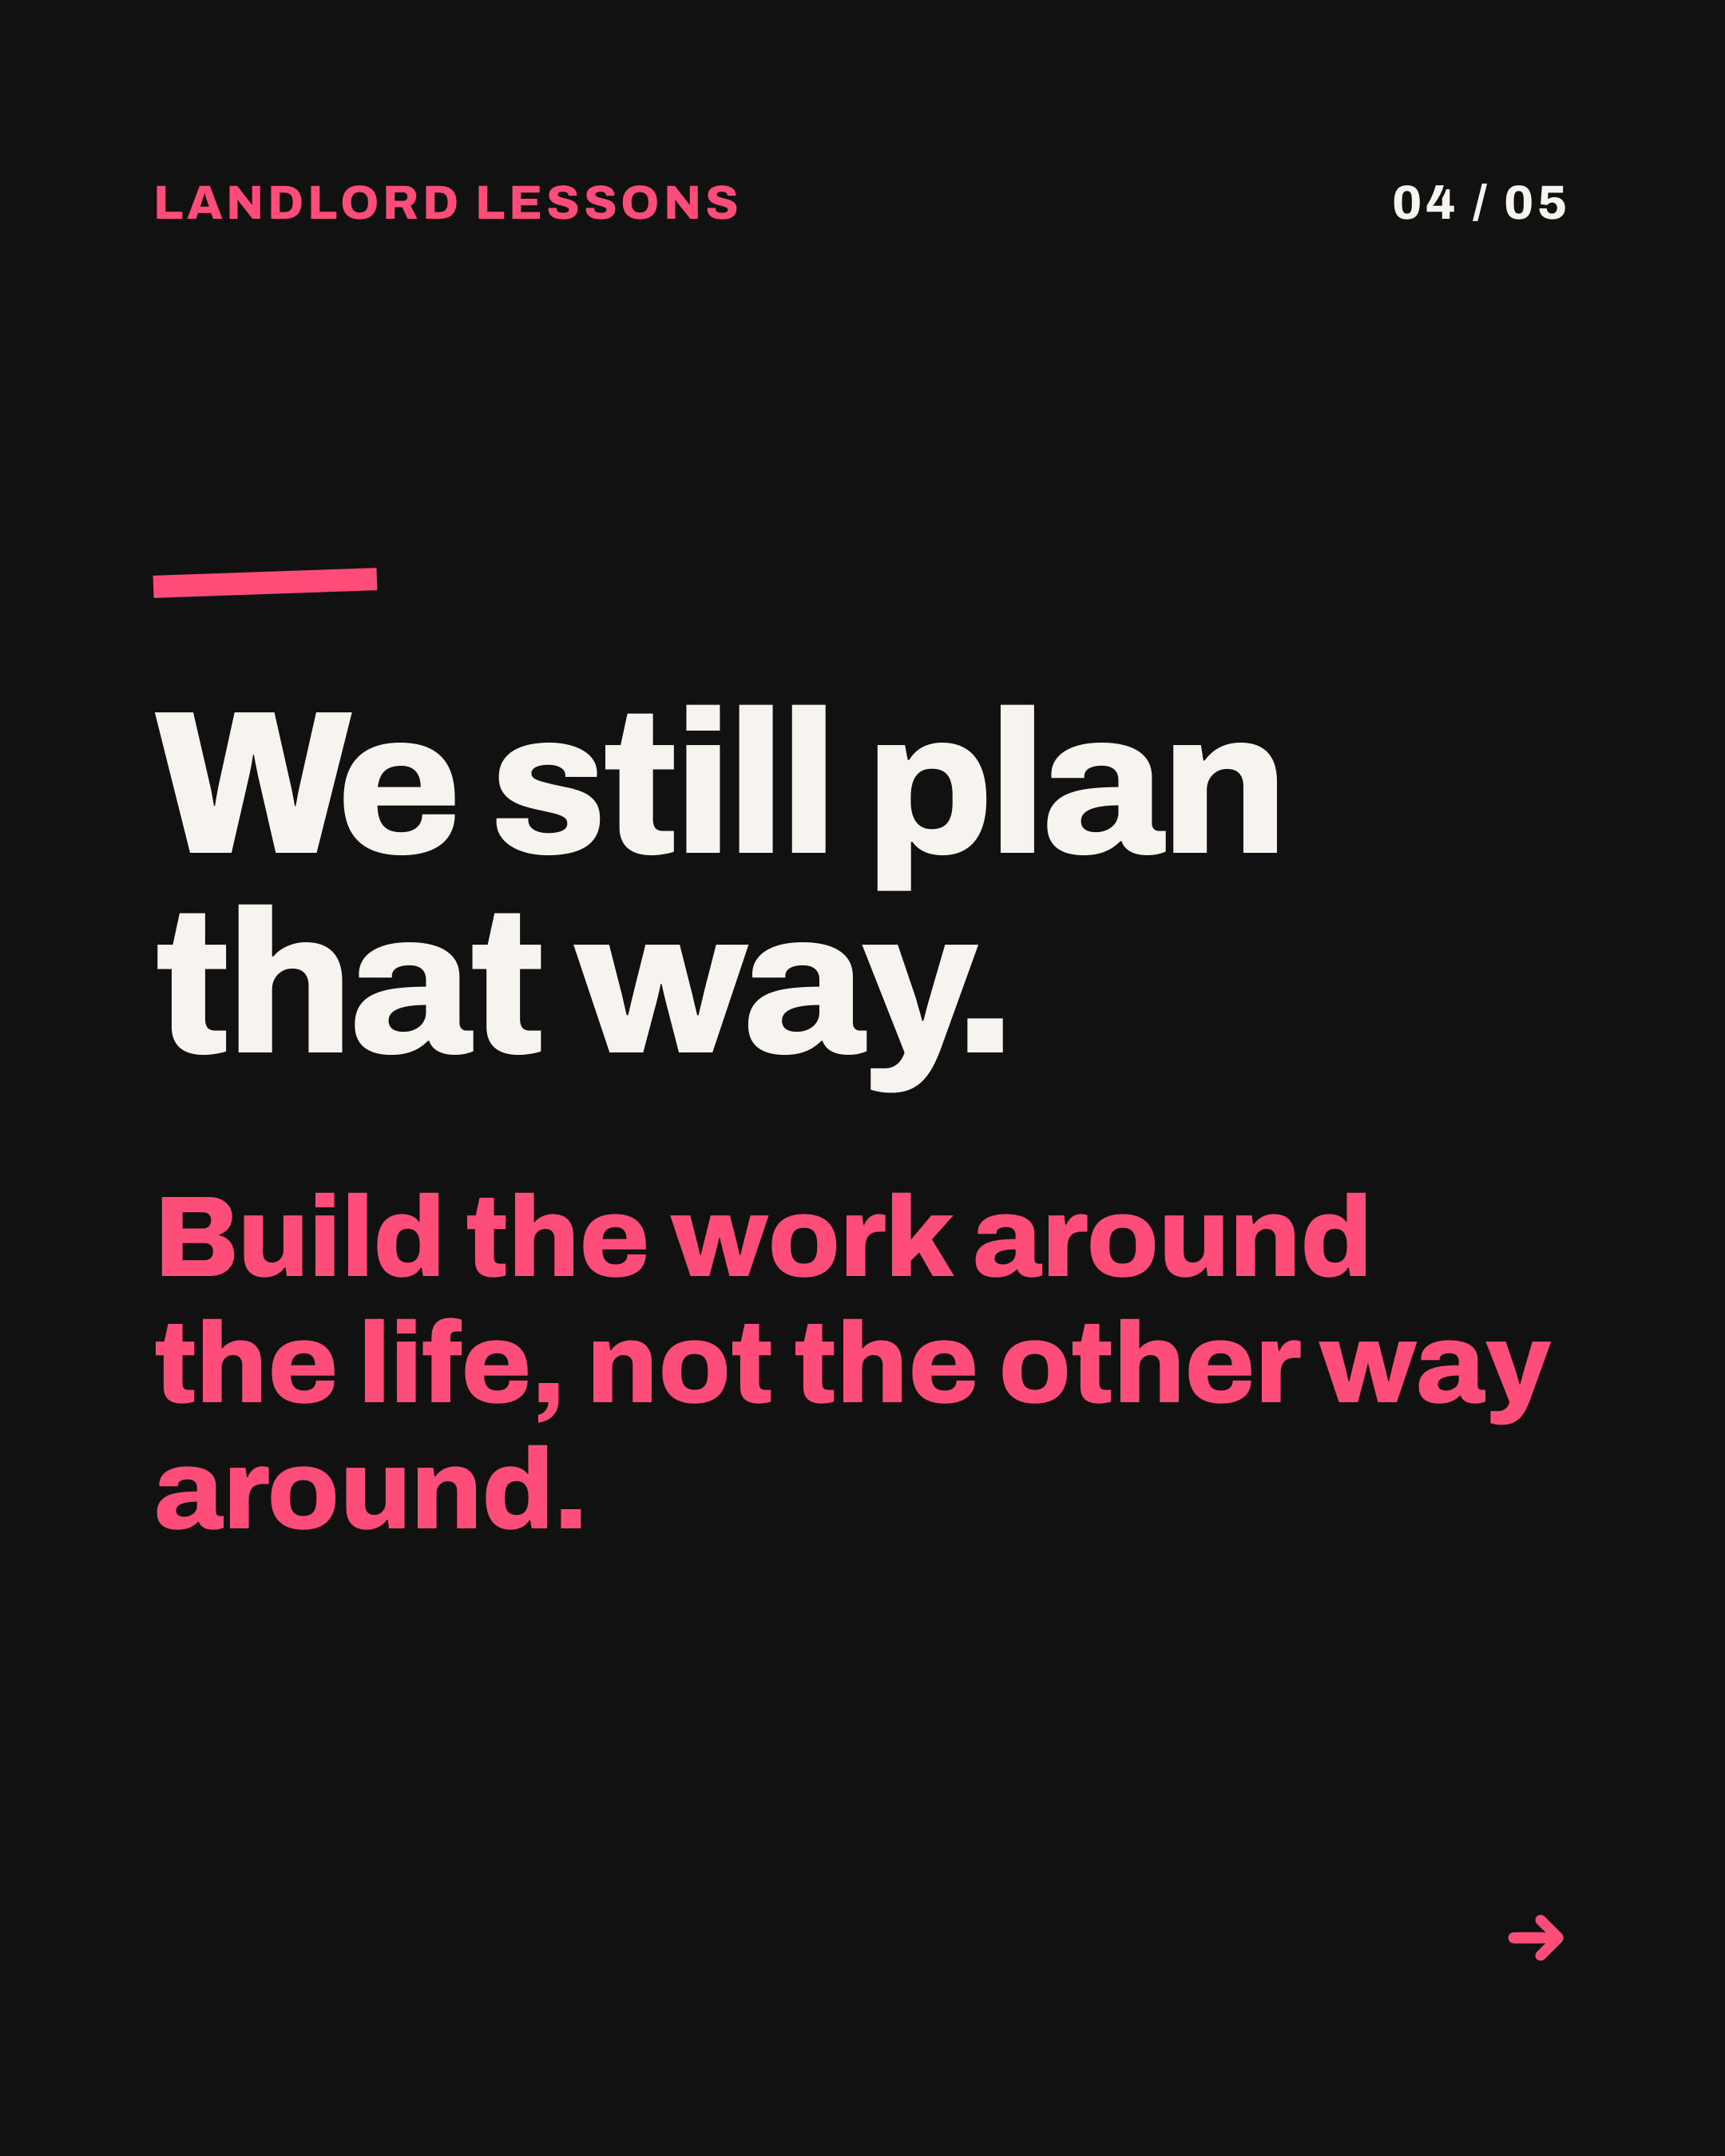 LANDLORD LESSONS
04 / 05
We still plan
that way.
Build the work around
the life, not the other way
around.